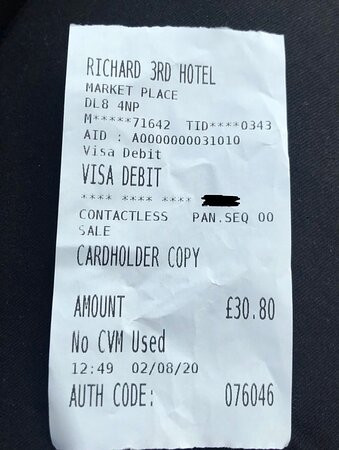 RICHARD 3RD HOTEL
MARKET PLACE
DL8 4NP
M*****71642 TID****0343
AID : A0000000031010
Visa Debit
VISA DEBIT
**** **** ****
CONTACTLESS PAN.SEQ 00
SALE
CARDHOLDER COPY
AMOUNT £30.80
No CVM Used
12:49 02/08/20
AUTH CODE: 076046